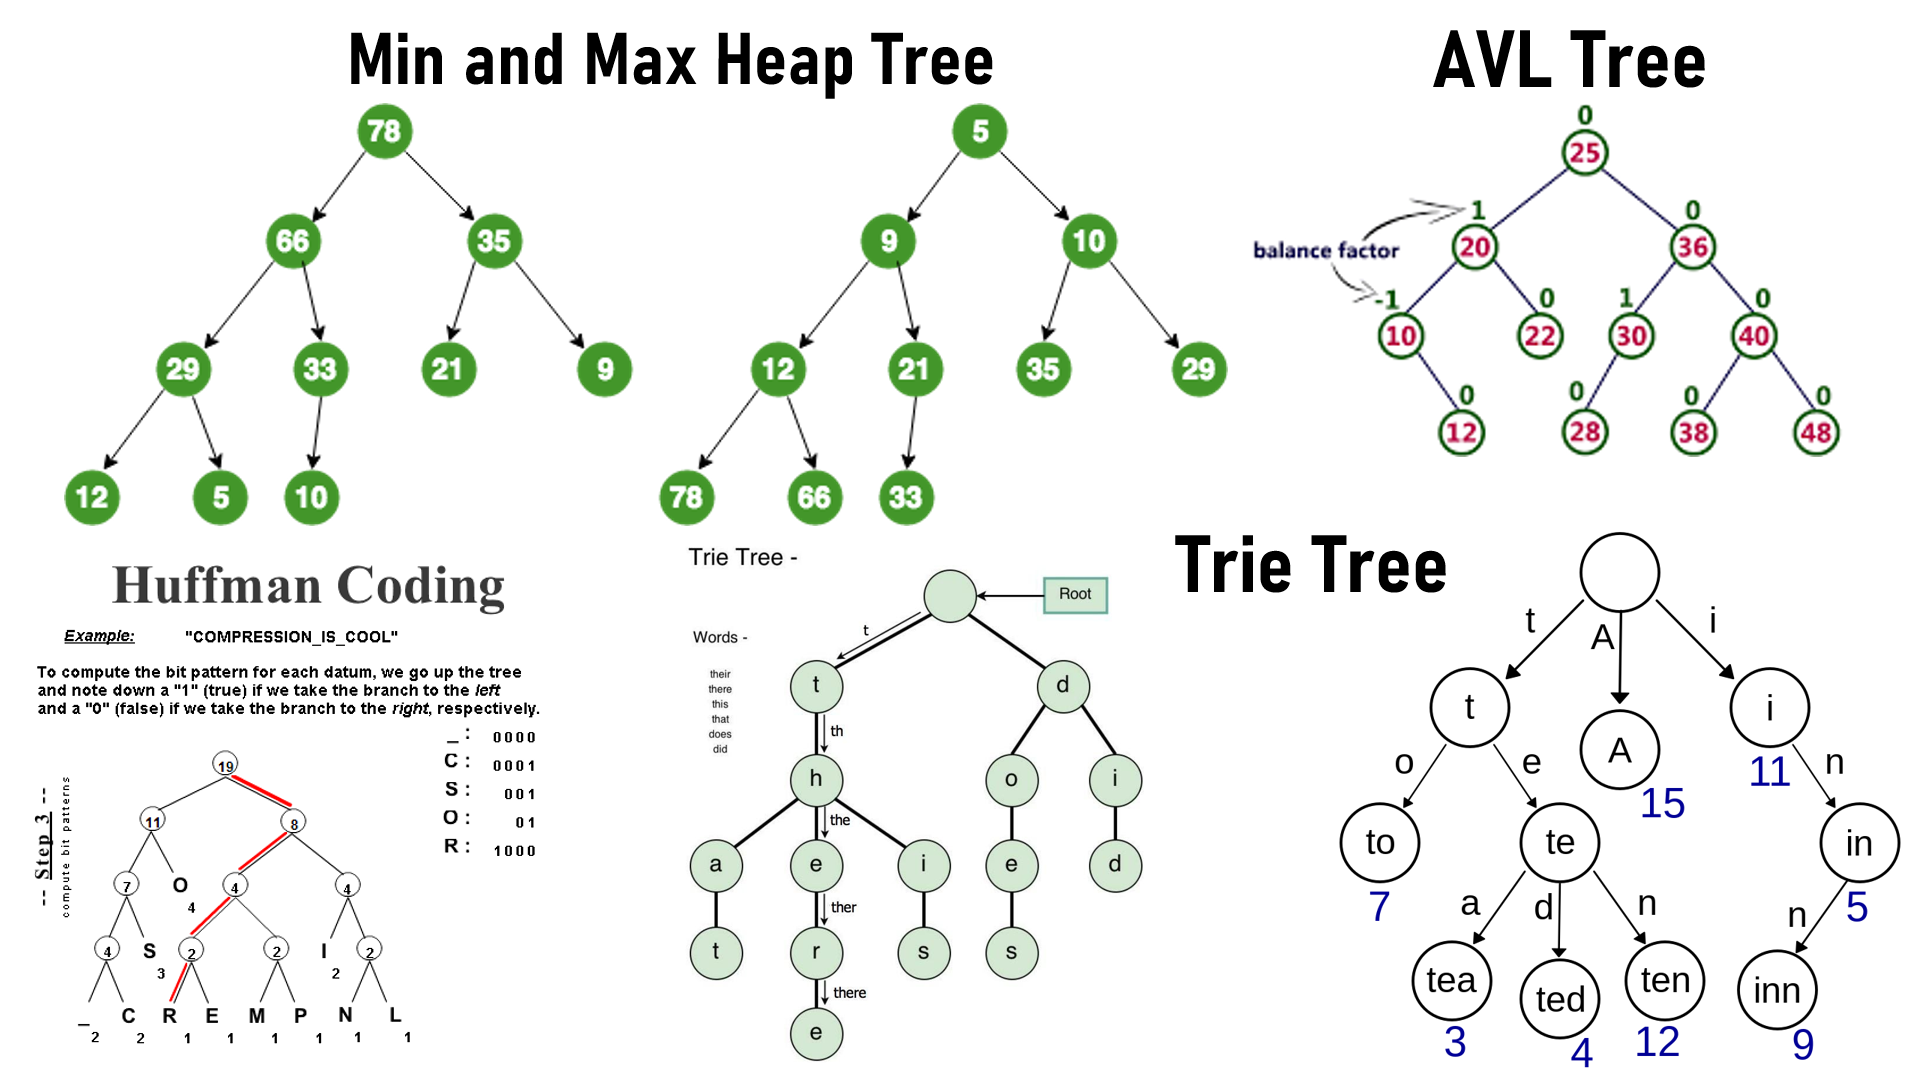 Min and Max Heap Tree
78
66
35
29
33
21
9
12
5
10
5
9
10
12
21
35
29
78
66
33
AVL Tree
0
25
1
0
20
36
balance factor
-1
0
1
0
10
22
30
40
0
0
0
0
12
28
38
48
Huffman Coding
Example: "COMPRESSION_IS_COOL"
To compute the bit pattern for each datum, we go up the tree
and note down a "1" (true) if we take the branch to the left
and a "0" (false) if we take the branch to the right, respectively.
_ : 0000
C : 0001
S : 001
O : 01
R : 1000
-- Step 3 --
compute bit patterns
19
11
8
7
O
4
4
4
4
S
3
2
2
I
2
2
_ C R E M P N L
2 2 1 1 1 1 1 1
Trie Tree -
Root
Words -
their
there
this
that
does
did
t
t
d
th
h
o
i
the
a
e
i
e
d
ther
t
r
s
s
there
e
Trie Tree
t
A
i
t
A
i
15
11
o
e
n
to
te
in
7
5
a
d
n
n
tea
ted
ten
inn
3
4
12
9